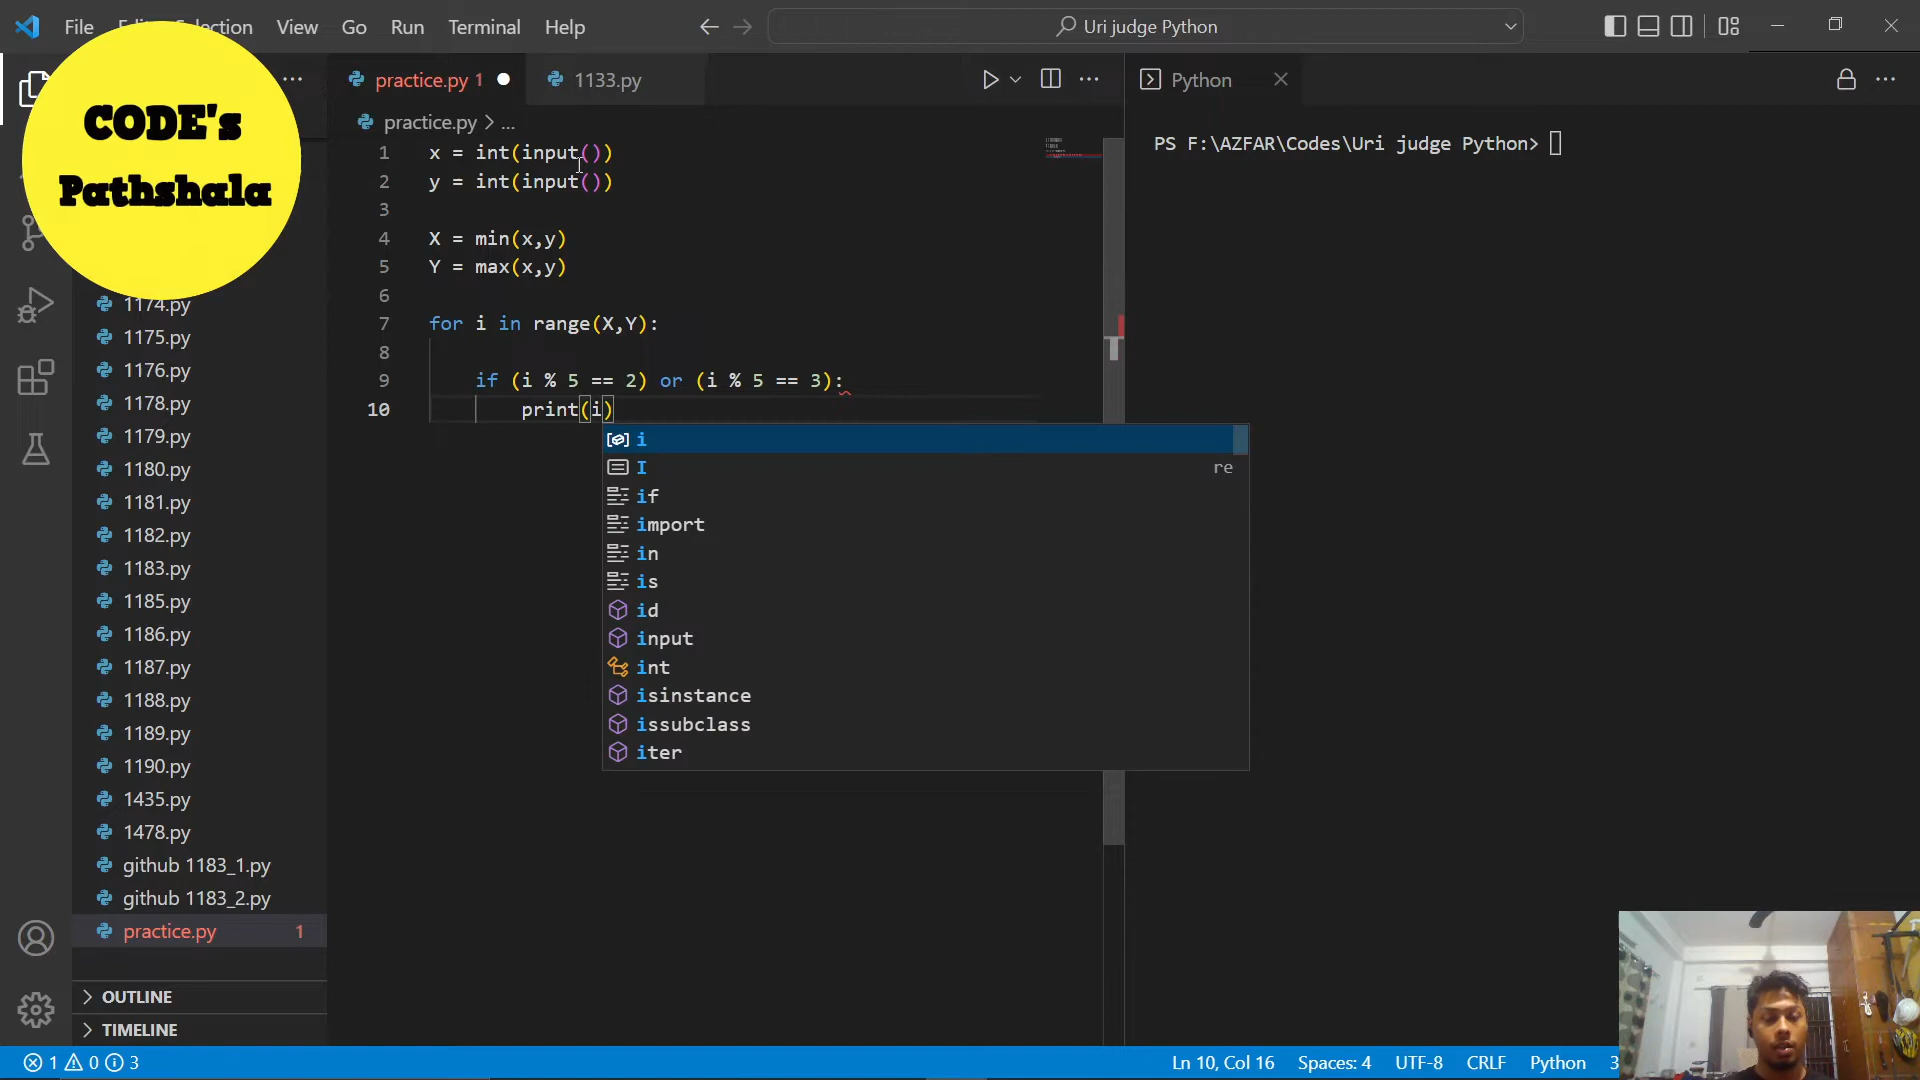 File Edit Selection View Go Run Terminal Help
Uri judge Python
CODE's
Pathshala
practice.py 1
1133.py
Python
practice.py > ...
1 x = int(input())
2 y = int(input())
3
4 X = min(x,y)
5 Y = max(x,y)
6
7 for i in range(X,Y):
8
9 if (i % 5 == 2) or (i % 5 == 3):
10 print(i)
i
I re
if
import
in
is
id
input
int
isinstance
issubclass
iter
PS F:\AZFAR\Codes\Uri judge Python>
1174.py
1175.py
1176.py
1178.py
1179.py
1180.py
1181.py
1182.py
1183.py
1185.py
1186.py
1187.py
1188.py
1189.py
1190.py
1435.py
1478.py
github 1183_1.py
github 1183_2.py
practice.py 1
OUTLINE
TIMELINE
1 0 3
Ln 10, Col 16 Spaces: 4 UTF-8 CRLF Python 3